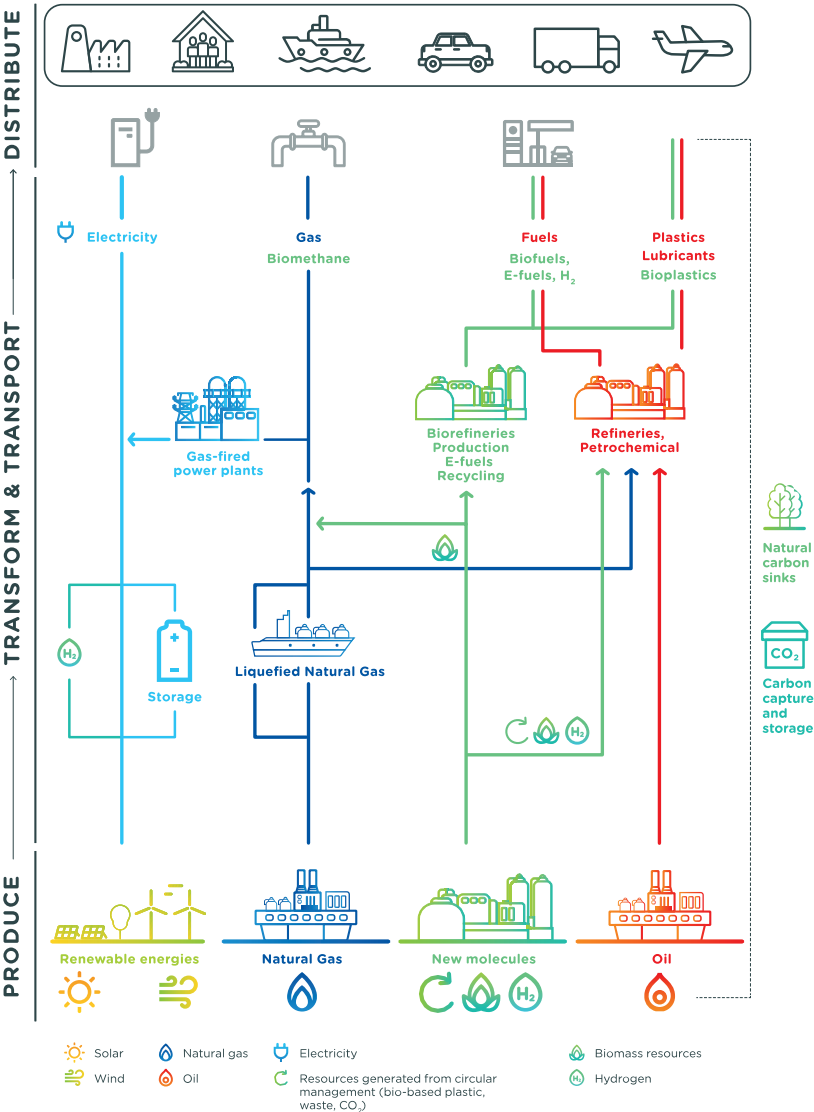 DISTRIBUTE
TRANSFORM & TRANSPORT
PRODUCE
Electricity
Gas
Biomethane
Fuels
Biofuels,
E-fuels, H₂
Plastics
Lubricants
Bioplastics
Gas-fired
power plants
Biorefineries
Production
E-fuels
Recycling
Refineries,
Petrochemical
Natural
carbon
sinks
CO₂
Carbon
capture
and
storage
H₂
Storage
Liquefied Natural Gas
H₂
Renewable energies
Natural Gas
New molecules
Oil
H₂
Solar
Natural gas
Electricity
Biomass resources
Wind
Oil
Resources generated from circular
management (bio-based plastic,
waste, CO₂)
H₂
Hydrogen